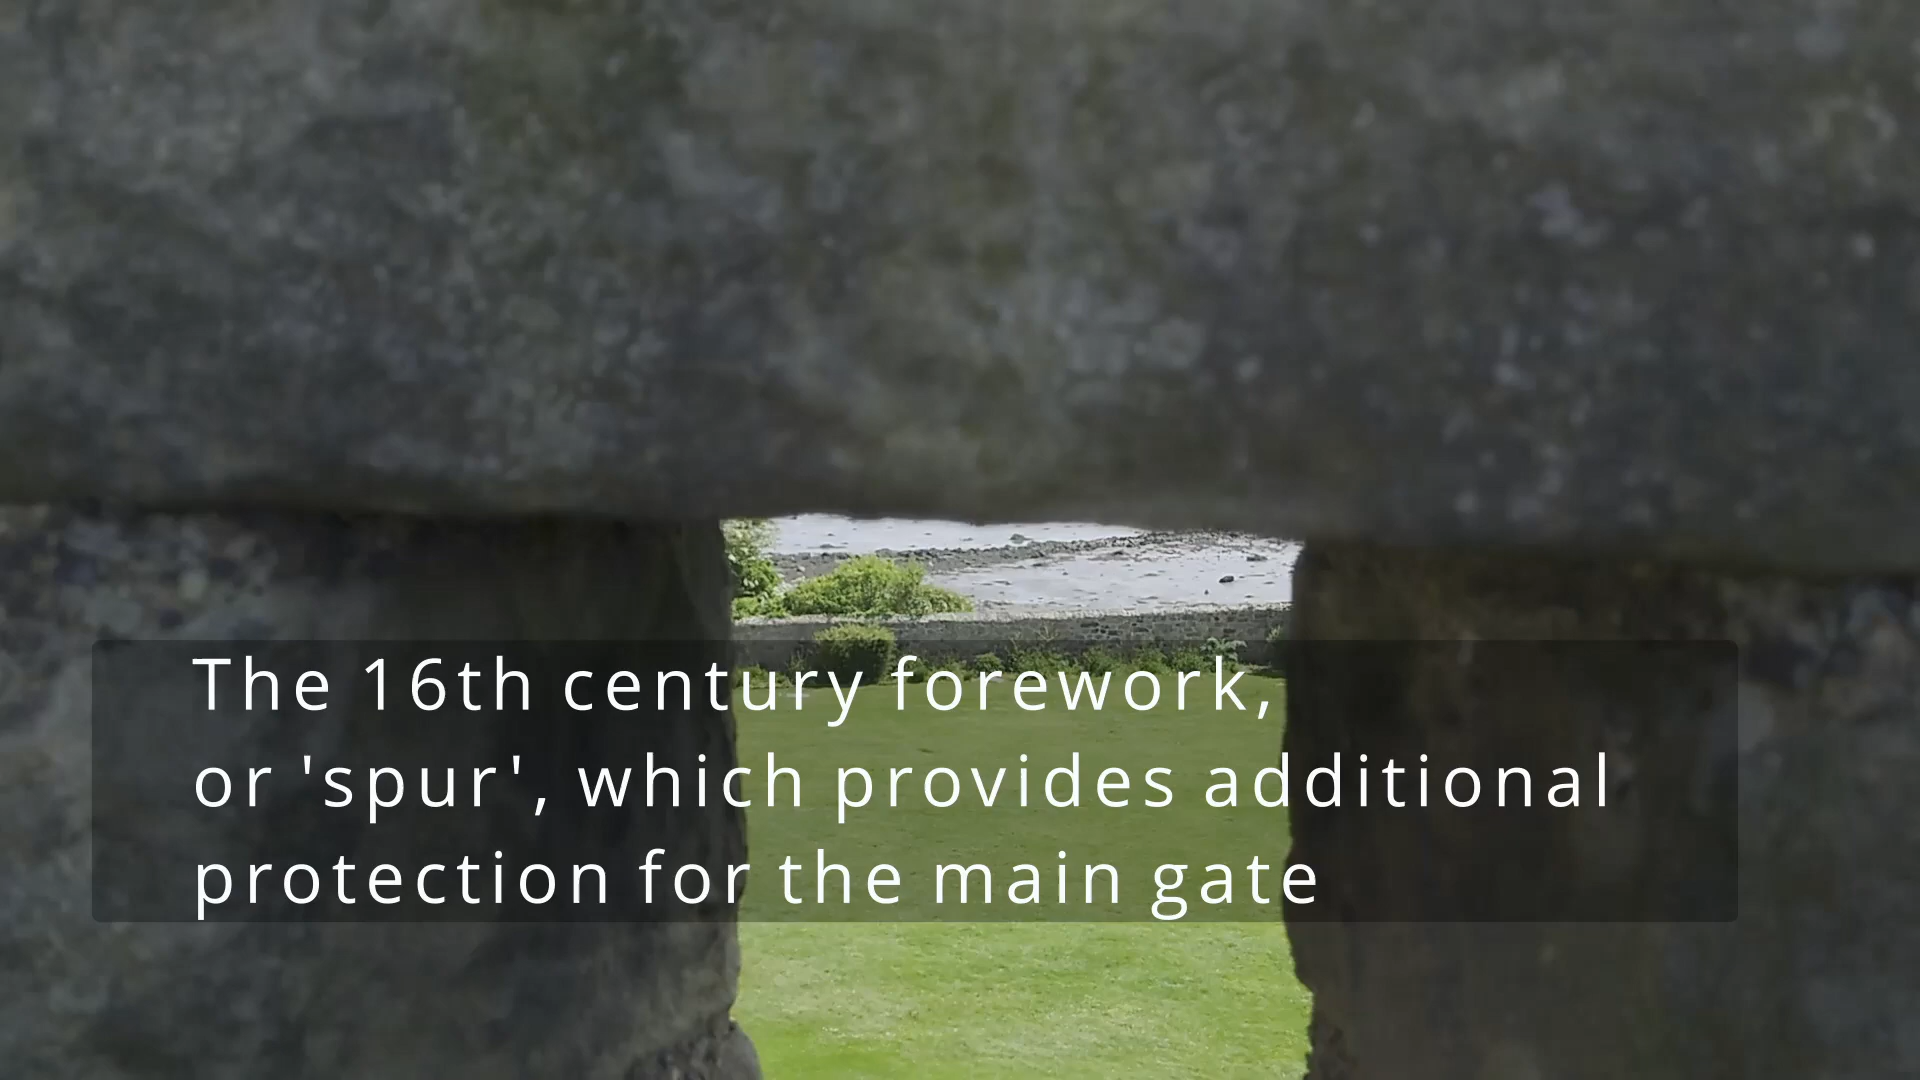 The 16th century forework,
or 'spur', which provides additional
protection for the main gate